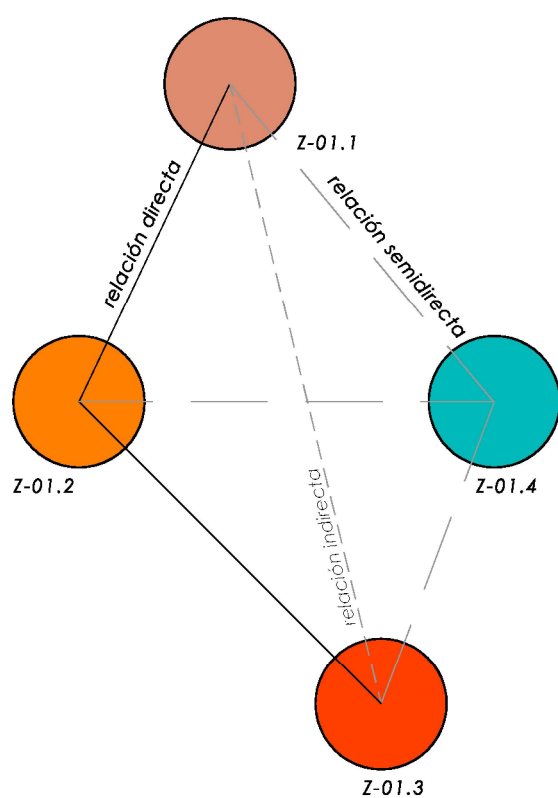 Z-01.1
relación directa
relación semidirecta
Z-01.2
Z-01.4
relación indirecta
Z-01.3